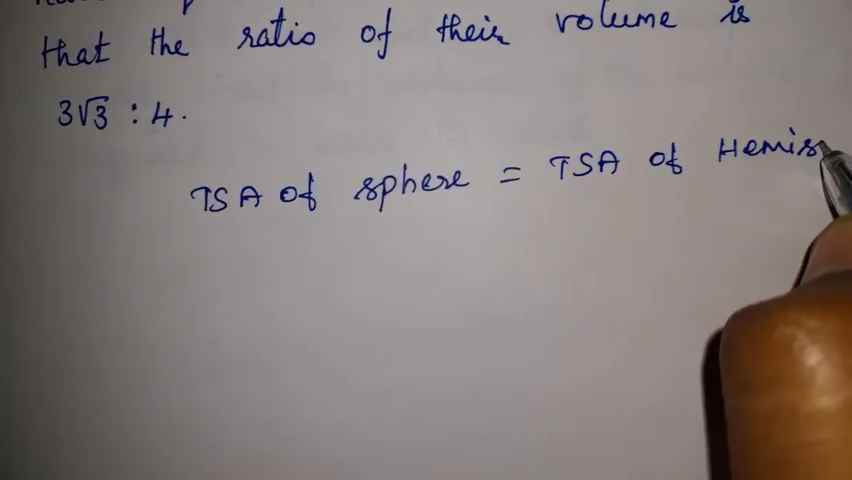 that the ratio of their volume is
3√3 : 4.
TSA of sphere = TSA of Hemis